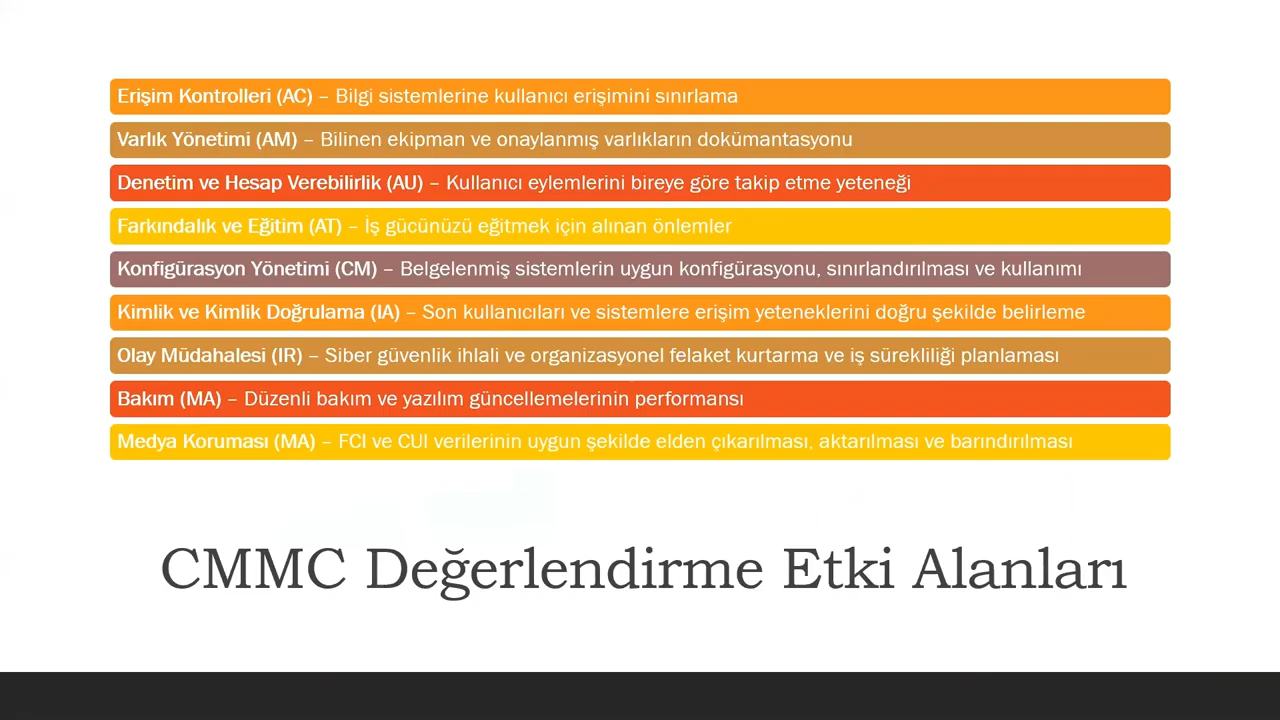 Erişim Kontrolleri (AC) – Bilgi sistemlerine kullanıcı erişimini sınırlama
Varlık Yönetimi (AM) – Bilinen ekipman ve onaylanmış varlıkların dokümantasyonu
Denetim ve Hesap Verebilirlik (AU) – Kullanıcı eylemlerini bireye göre takip etme yeteneği
Farkındalık ve Eğitim (AT) – İş gücünüzü eğitmek için alınan önlemler
Konfigürasyon Yönetimi (CM) – Belgelenmiş sistemlerin uygun konfigürasyonu, sınırlandırılması ve kullanımı
Kimlik ve Kimlik Doğrulama (IA) – Son kullanıcıları ve sistemlere erişim yeteneklerini doğru şekilde belirleme
Olay Müdahalesi (IR) – Siber güvenlik ihlali ve organizasyonel felaket kurtarma ve iş sürekliliği planlaması
Bakım (MA) – Düzenli bakım ve yazılım güncellemelerinin performansı
Medya Koruması (MA) – FCI ve CUI verilerinin uygun şekilde elden çıkarılması, aktarılması ve barındırılması
CMMC Değerlendirme Etki Alanları